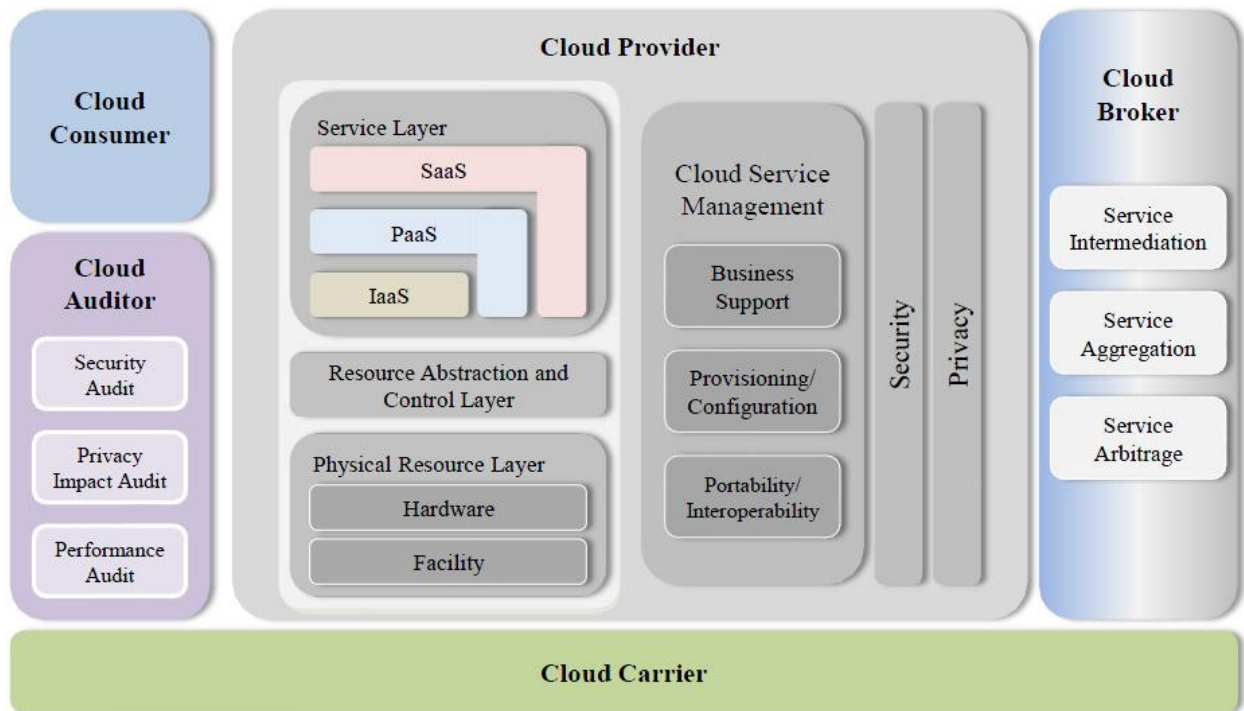 Cloud
Consumer
Cloud
Auditor
Security
Audit
Privacy
Impact Audit
Performance
Audit
Cloud Provider
Service Layer
SaaS
PaaS
IaaS
Resource Abstraction and
Control Layer
Physical Resource Layer
Hardware
Facility
Cloud Service
Management
Business
Support
Provisioning/
Configuration
Portability/
Interoperability
Security
Privacy
Cloud
Broker
Service
Intermediation
Service
Aggregation
Service
Arbitrage
Cloud Carrier